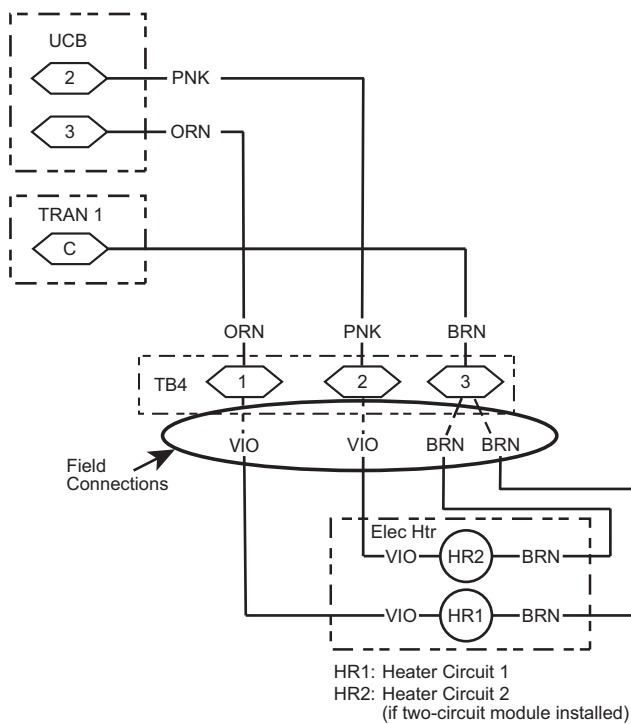 UCB
2
PNK
3
ORN
TRAN 1
C
ORN
PNK
BRN
TB4
1
2
3
VIO
VIO
BRN
BRN
Field
Connections
Elec Htr
VIO
HR2
BRN
VIO
HR1
BRN
HR1: Heater Circuit 1
HR2: Heater Circuit 2
(if two-circuit module installed)